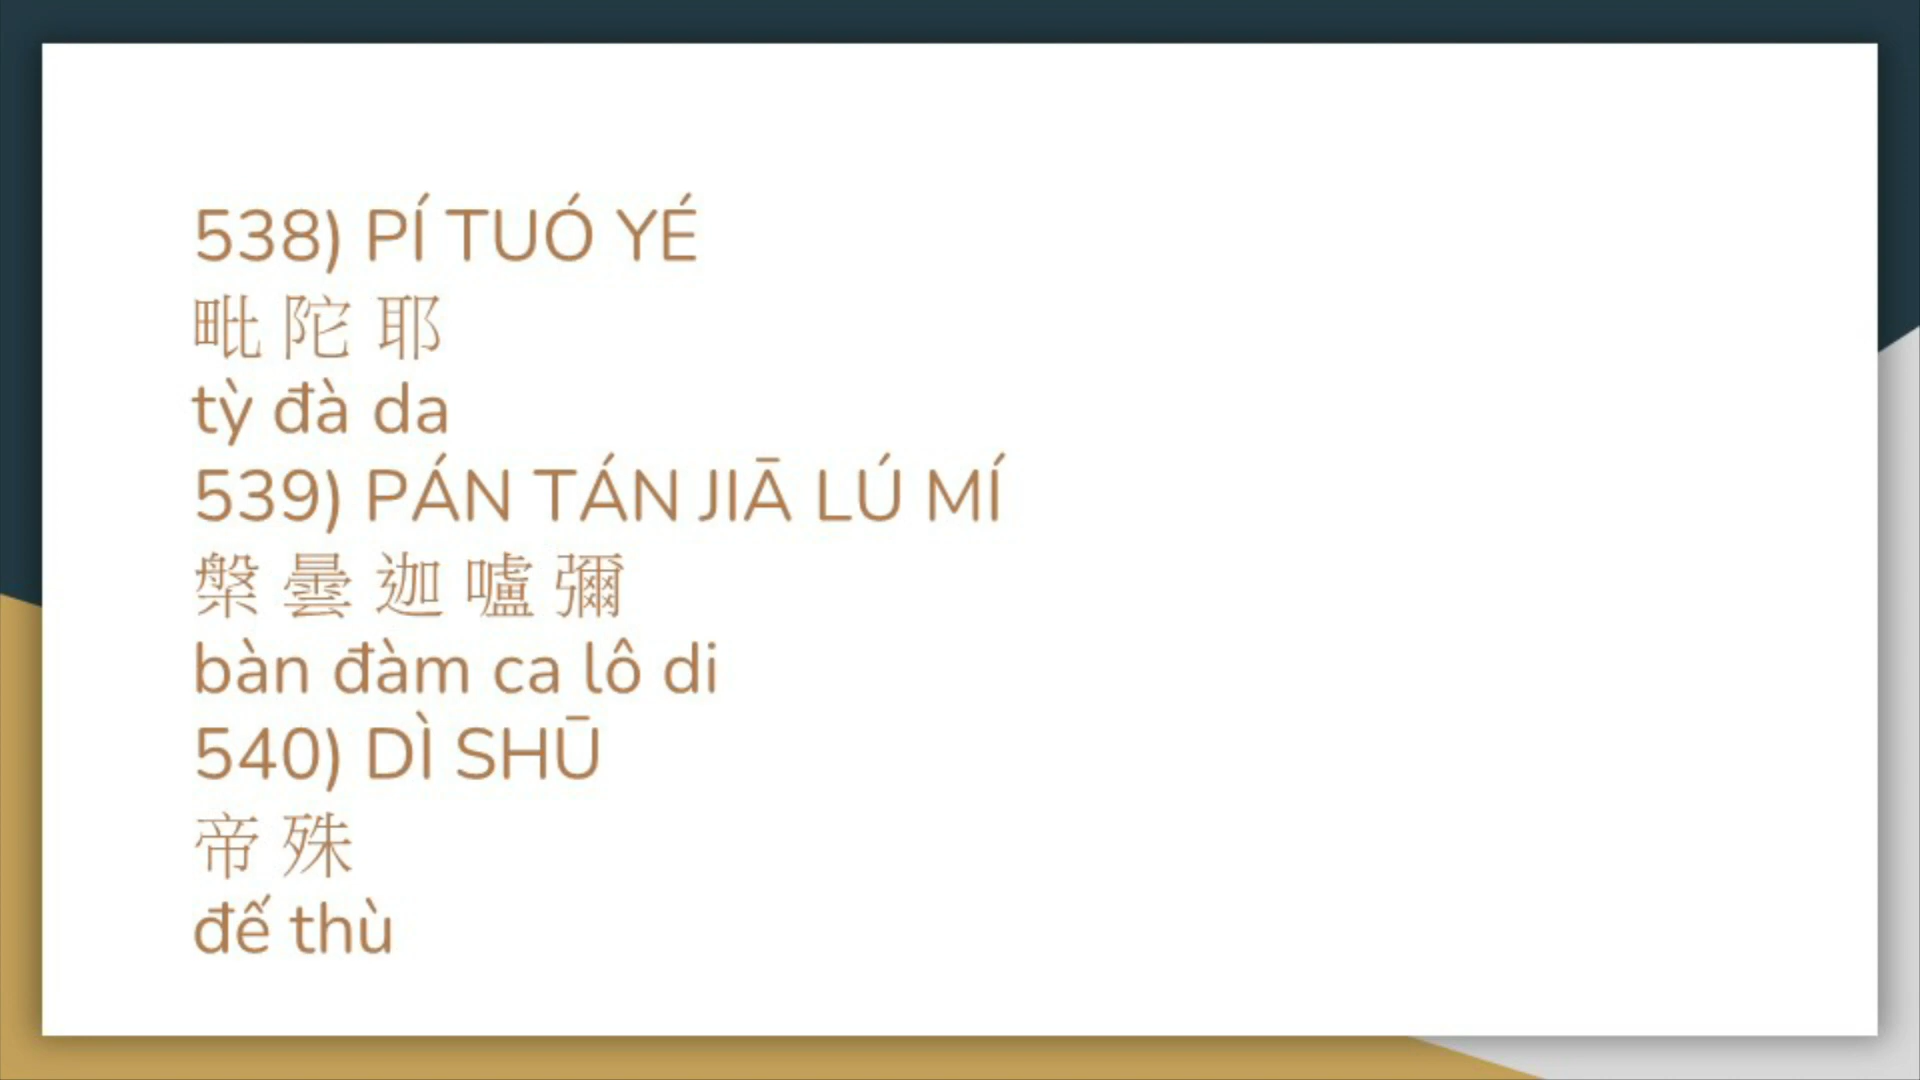 538) PÍ TUÓ YÉ
毗 陀 耶
tỳ đà da
539) PÁN TÁN JIĀ LÚ MÍ
槃 曇 迦 嚧 彌
bàn đàm ca lô di
540) DÌ SHŪ
帝 殊
đế thù